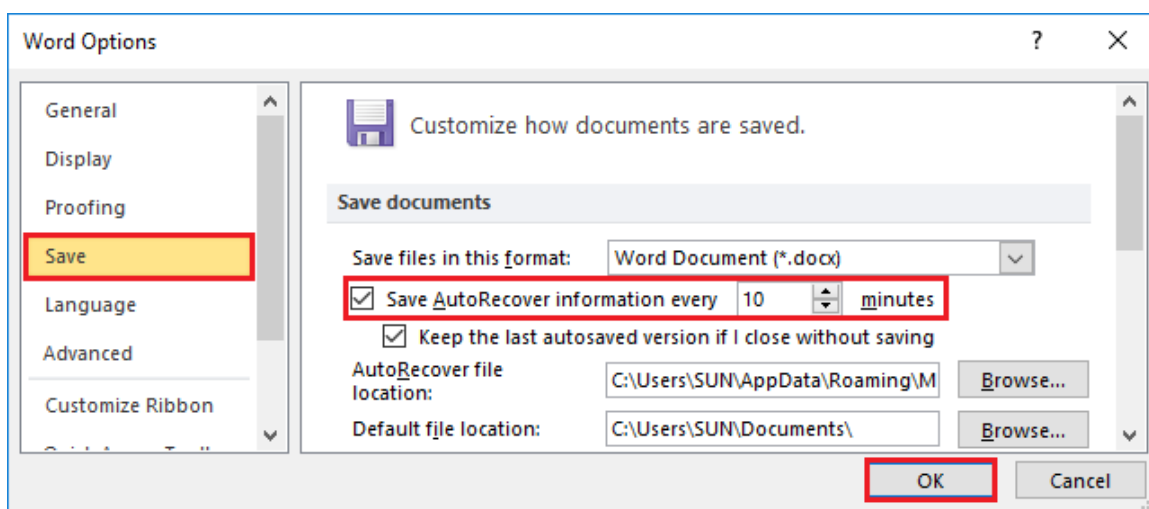 Word Options
?
General
Display
Proofing
Save
Language
Advanced
Customize Ribbon
Customize how documents are saved.
Save documents
Save files in this format: Word Document (*.docx)
Save AutoRecover information every 10 minutes
Keep the last autosaved version if I close without saving
AutoRecover file
location: C:\Users\SUN\AppData\Roaming\M Browse...
Default file location: C:\Users\SUN\Documents\ Browse...
OK Cancel